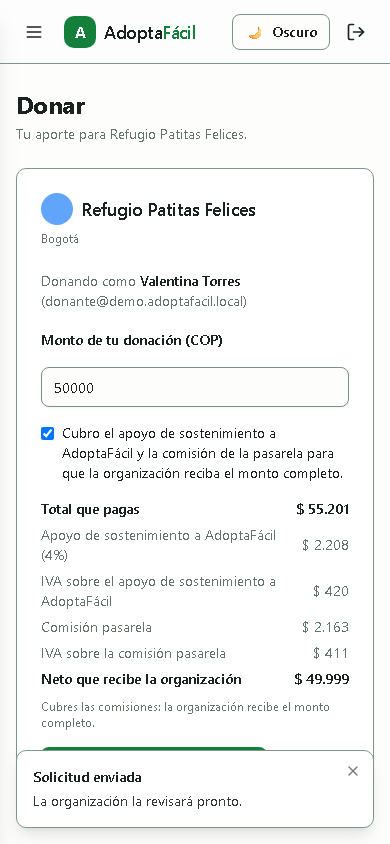 A AdoptaFácil
Oscuro
Donar
Tu aporte para Refugio Patitas Felices.
Refugio Patitas Felices
Bogotá
Donando como Valentina Torres
(donante@demo.adoptafacil.local)
Monto de tu donación (COP)
50000
Cubro el apoyo de sostenimiento a
AdoptaFácil y la comisión de la pasarela para
que la organización reciba el monto completo.
Total que pagas $ 55.201
Apoyo de sostenimiento a AdoptaFácil
(4%) $ 2.208
IVA sobre el apoyo de sostenimiento a
AdoptaFácil $ 420
Comisión pasarela $ 2.163
IVA sobre la comisión pasarela $ 411
Neto que recibe la organización $ 49.999
Cubres las comisiones: la organización recibe el monto
completo.
Solicitud enviada
La organización la revisará pronto.